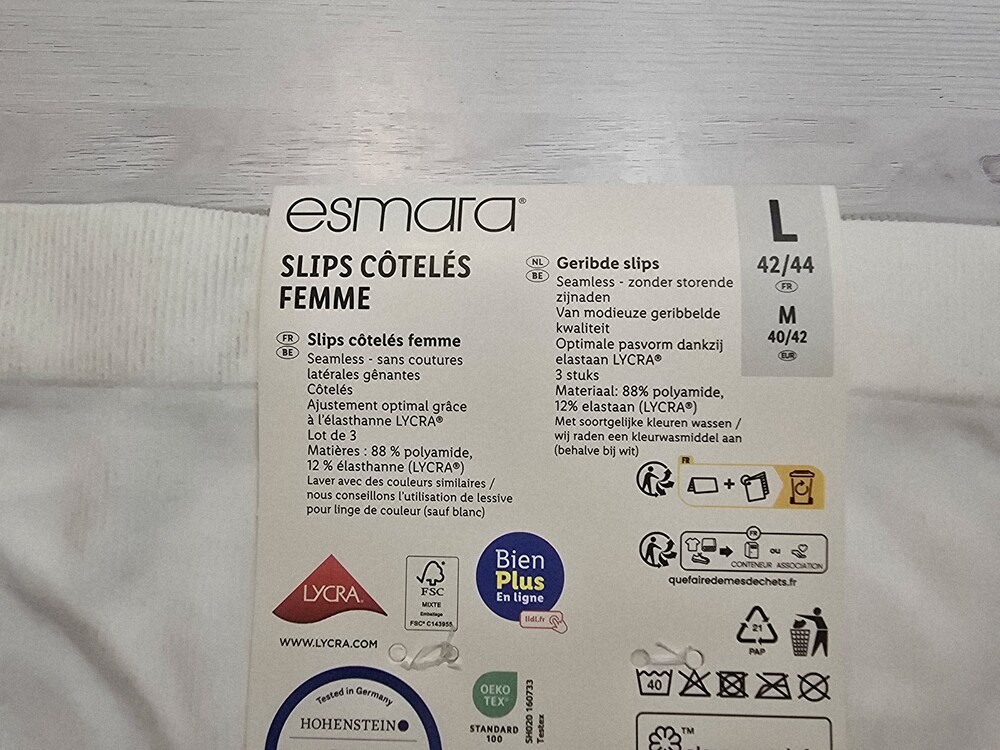 esmara®
SLIPS CÔTELÉS
FEMME
FR
BE
Slips côtelés femme
Seamless - sans coutures
latérales gênantes
Côtelés
Ajustement optimal grâce
à l'élasthanne LYCRA®
Lot de 3
Matières : 88 % polyamide,
12 % élasthanne (LYCRA®)
Laver avec des couleurs similaires /
nous conseillons l'utilisation de lessive
pour linge de couleur (sauf blanc)
NL
BE
Geribde slips
Seamless - zonder storende
zijnaden
Van modieuze geribbelde
kwaliteit
Optimale pasvorm dankzij
elastaan LYCRA®
3 stuks
Materiaal: 88% polyamide,
12% elastaan (LYCRA®)
Met soortgelijke kleuren wassen /
wij raden een kleurwasmiddel aan
(behalve bij wit)
L
42/44
FR
M
40/42
EUR
FR
+
FR
OU
CONTENEUR ASSOCIATION
quefairedemesdechets.fr
21
PAP
40
TM
LYCRA®
WWW.LYCRA.COM
FSC
MIXTE
Emballage
FSC® C143955
Bien
Plus
En ligne
lidl.fr
Tested in Germany
HOHENSTEIN
OEKO
TEX®
STANDARD
100
SH020 160733
Testex